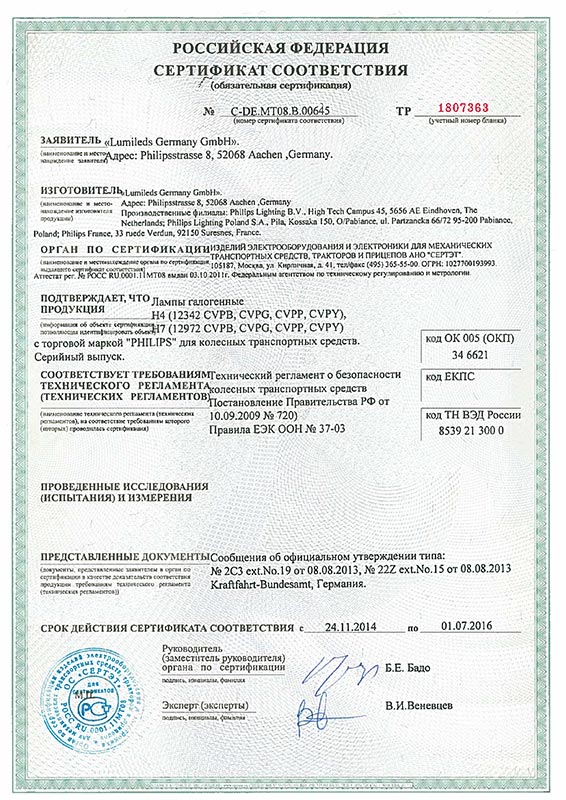 РОССИЙСКАЯ ФЕДЕРАЦИЯ
СЕРТИФИКАТ СООТВЕТСТВИЯ
(обязательная сертификация)
№ C-DE.MT08.B.00645 ТР 1807363
(номер сертификата соответствия) (учетный номер бланка)
ЗАЯВИТЕЛЬ «Lumileds Germany GmbH».
(наименование и место-нахождение заявителя) Адрес: Philipsstrasse 8, 52068 Aachen ,Germany.
ИЗГОТОВИТЕЛЬ «Lumileds Germany GmbH».
(наименование и место-нахождение изготовителя продукции) Адрес: Philipsstrasse 8, 52068 Aachen ,Germany
Производственные филиалы: Philips Lighting B.V., High Tech Campus 45, 5656 AE Eindhoven, The
Netherlands; Philips Lighting Poland S.A., Pila, Kossaka 150, O/Pabiance, ul. Partzancka 66/72 95-200 Pabiance,
Poland; Philips France, 33 ruede Verdun, 92150 Suresnes, France.
ОРГАН ПО СЕРТИФИКАЦИИ ИЗДЕЛИЙ ЭЛЕКТРООБОРУДОВАНИЯ И ЭЛЕКТРОНИКИ ДЛЯ МЕХАНИЧЕСКИХ
ТРАНСПОРТНЫХ СРЕДСТВ, ТРАКТОРОВ И ПРИЦЕПОВ АНО "СЕРТЭТ".
(наименование и местонахождение органа по сертификации, выдавшего сертификат соответствия) 105187, Москва, ул. Кирпичная, д. 41, тел/факс (495) 365-55-00. ОГРН: 1027700193993.
Аттестат рег. № РОСС RU.0001.11МТ08 выдан 03.10.2011г. Федеральным агентством по техническому регулированию и метрологии.
ПОДТВЕРЖДАЕТ, ЧТО
ПРОДУКЦИЯ
Лампы галогенные
H4 (12342 CVPB, CVPG, CVPP, CVPY),
(информация об объекте сертификации, позволяющая идентифицировать объект) H7 (12972 CVPB, CVPG, CVPP, CVPY)
с торговой маркой "PHILIPS" для колесных транспортных средств.
Серийный выпуск.
код ОК 005 (ОКП)
34 6621
СООТВЕТСТВУЕТ ТРЕБОВАНИЯМ
ТЕХНИЧЕСКОГО РЕГЛАМЕНТА
(ТЕХНИЧЕСКИХ РЕГЛАМЕНТОВ)
(наименование технического регламента (технических
регламентов), на соответствие требованиям которого
(которых) проводилась сертификация)
Технический регламент о безопасности
колесных транспортных средств
Постановление Правительства РФ от
10.09.2009 № 720)
Правила ЕЭК ООН № 37-03
код ЕКПС
код ТН ВЭД России
8539 21 300 0
ПРОВЕДЕННЫЕ ИССЛЕДОВАНИЯ
(ИСПЫТАНИЯ) И ИЗМЕРЕНИЯ
ПРЕДСТАВЛЕННЫЕ ДОКУМЕНТЫ
(документы, представленные заявителем в орган по
сертификации в качестве доказательств соответствия
продукции требованиям технического регламента
(технических регламентов))
Сообщения об официальном утверждении типа:
№ 2C3 ext.No.19 от 08.08.2013, № 22Z ext.No.15 от 08.08.2013
Kraftfahrt-Bundesamt, Германия.
СРОК ДЕЙСТВИЯ СЕРТИФИКАТА СООТВЕТСТВИЯ с 24.11.2014 по 01.07.2016
Руководитель
(заместитель руководителя)
органа по сертификации Б.Е. Бадо
подпись, инициалы, фамилия
Эксперт (эксперты) В.И.Веневцев
подпись, инициалы, фамилия
М.П.
ОС «СЕРТЭТ»
ДЛЯ
СЕРТИФИКАТОВ
РОСС RU.0001.11МТ08